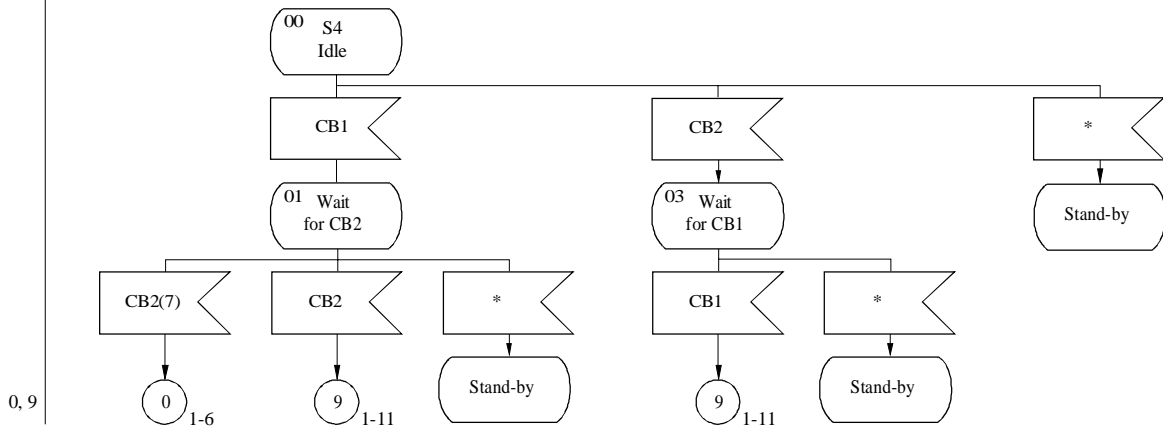 00 S4
Idle
CB1
CB2
*
01 Wait
for CB2
03 Wait
for CB1
Stand-by
CB2(7)
CB2
*
CB1
*
0, 9
0
1-6
9
1-11
Stand-by
9
1-11
Stand-by